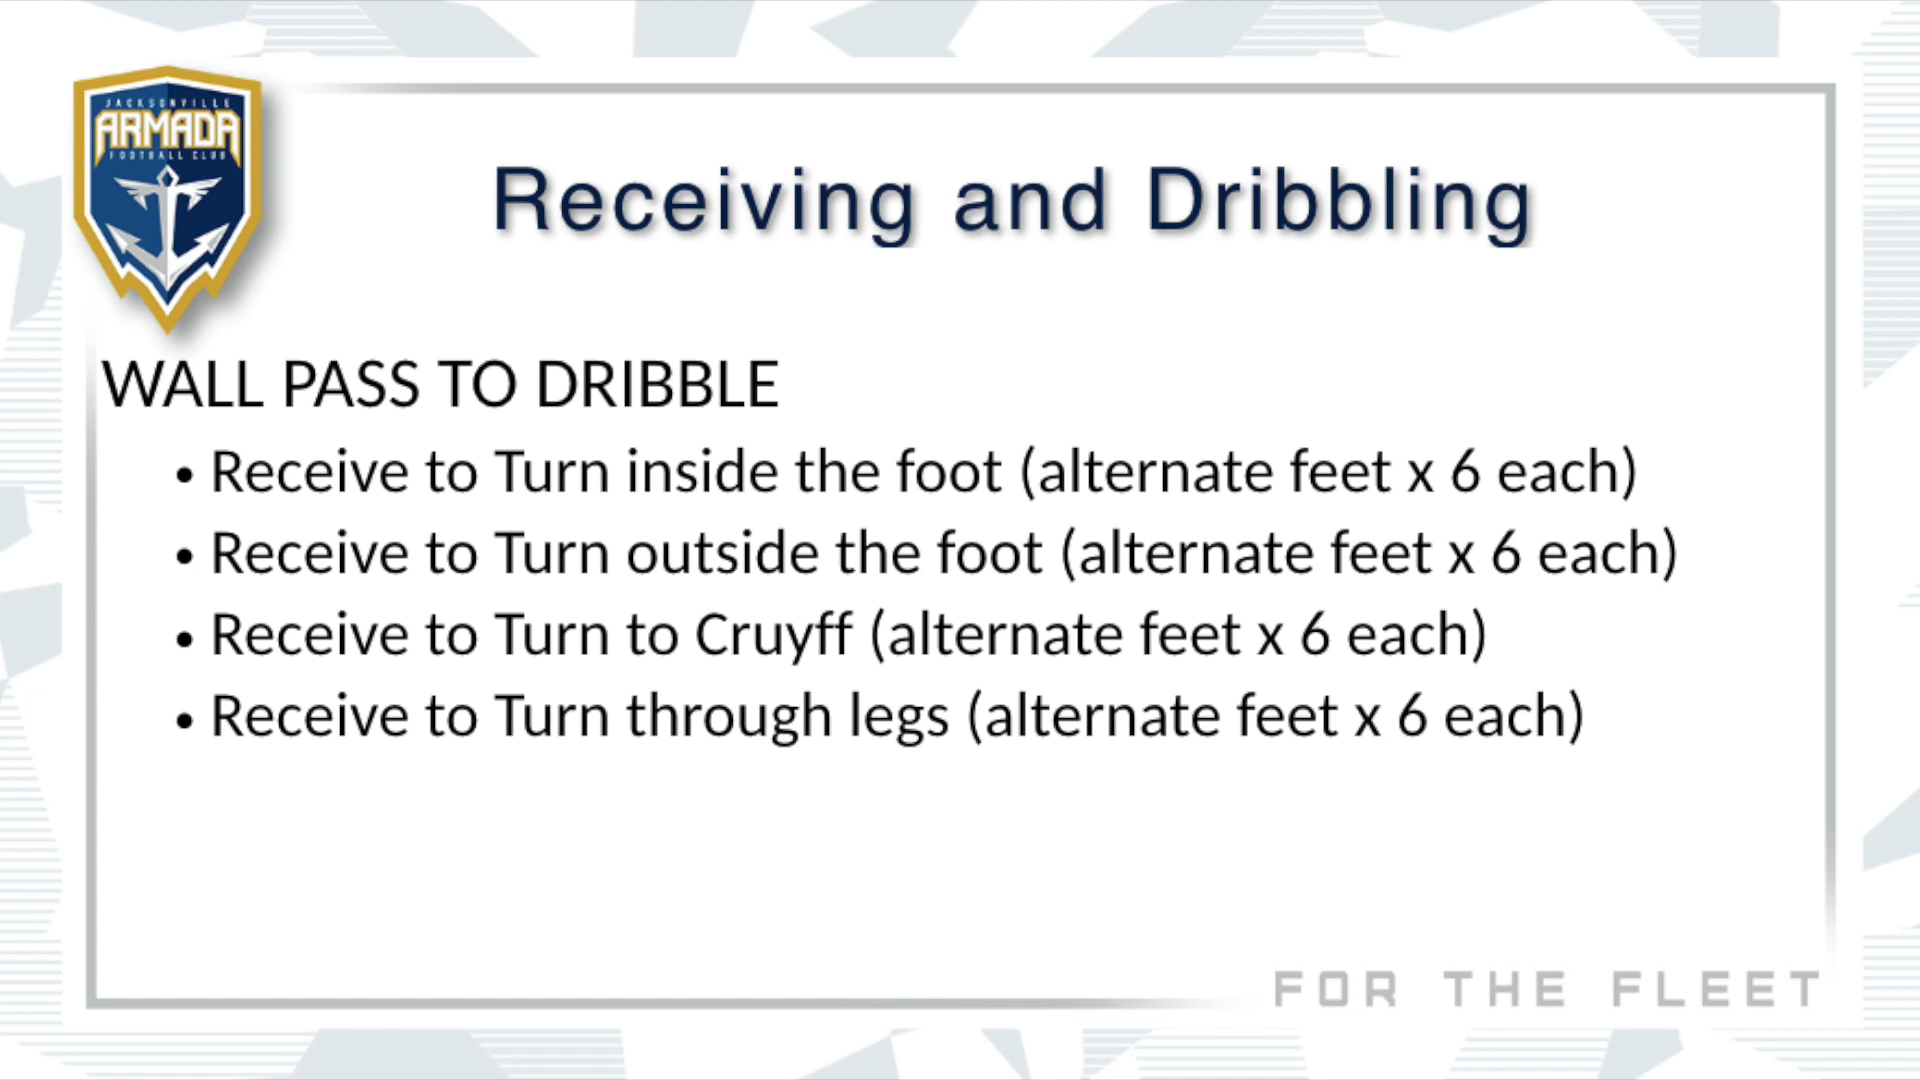 JACKSONVILLE
ARMADA
FOOTBALL CLUB
Receiving and Dribbling
WALL PASS TO DRIBBLE
• Receive to Turn inside the foot (alternate feet x 6 each)
• Receive to Turn outside the foot (alternate feet x 6 each)
• Receive to Turn to Cruyff (alternate feet x 6 each)
• Receive to Turn through legs (alternate feet x 6 each)
FOR THE FLEET